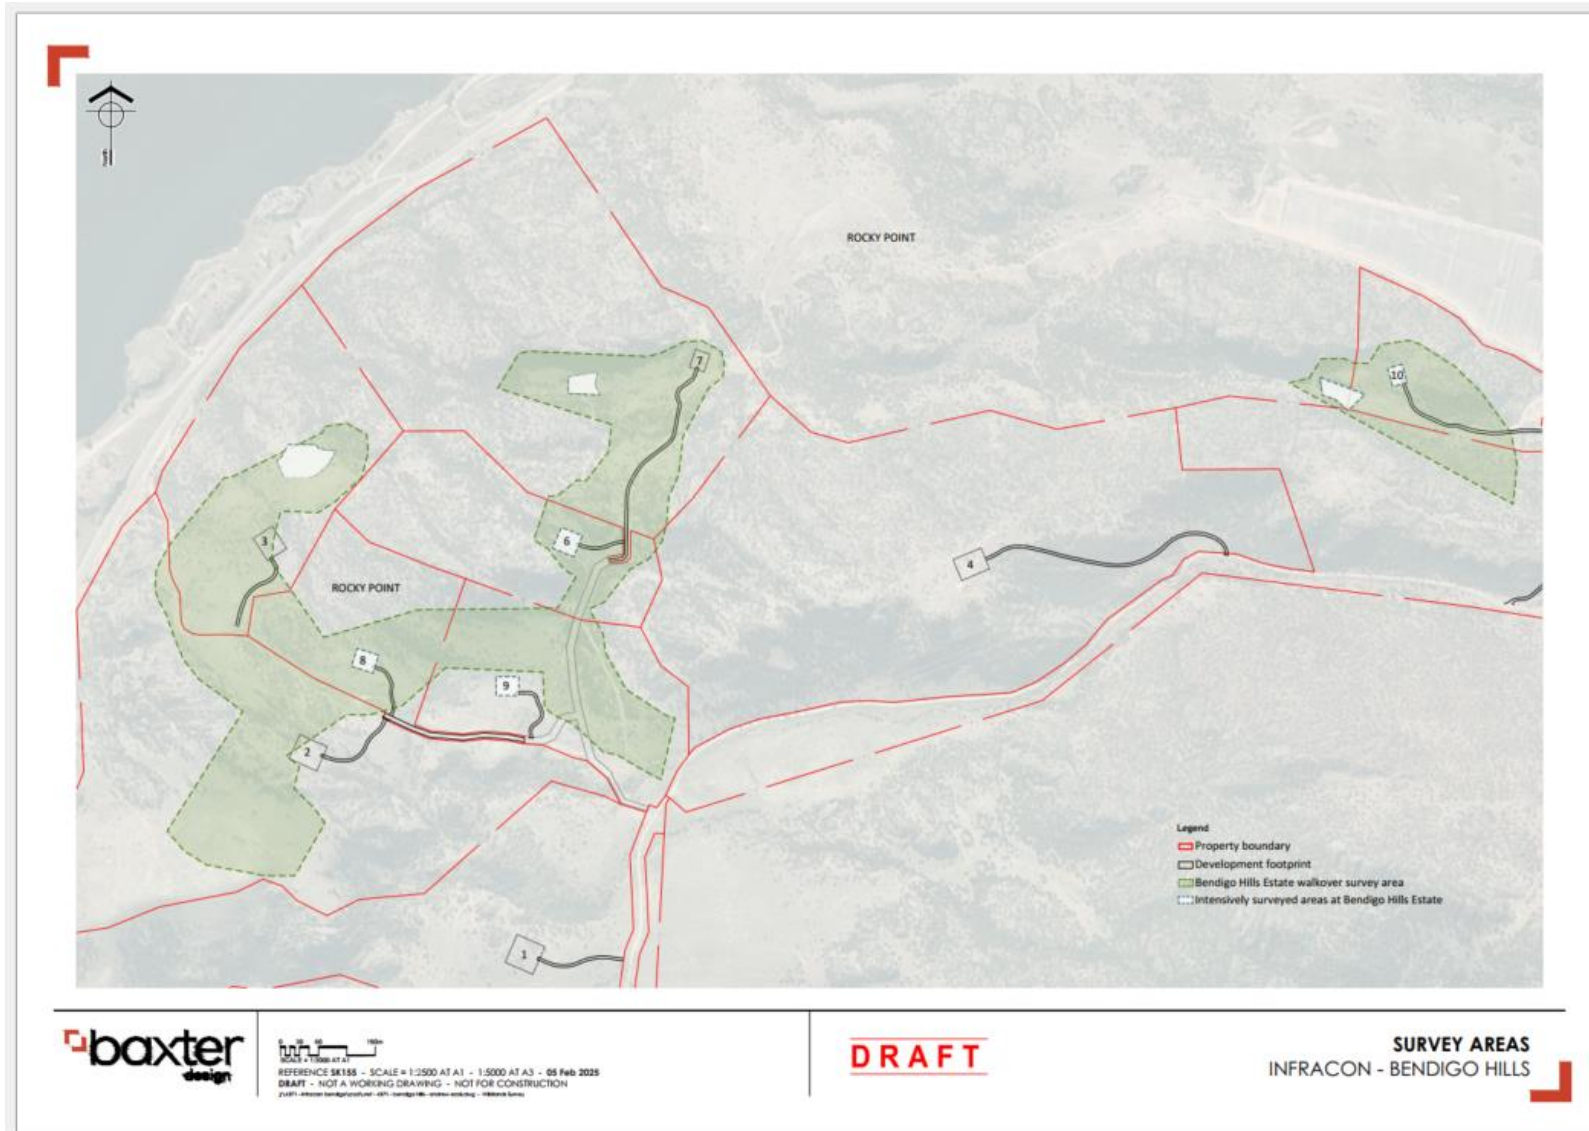 ROCKY POINT
7
10
3
6
4
ROCKY POINT
8
9
2
1
Legend
Property boundary
Development footprint
Bendigo Hills Estate walkover survey area
Intensively surveyed areas at Bendigo Hills Estate
baxter
design
REFERENCE SK155 - SCALE = 1:2500 AT A1 - 1:5000 AT A3 - 05 Feb 2025
DRAFT - NOT A WORKING DRAWING - NOT FOR CONSTRUCTION
DRAFT
SURVEY AREAS
INFRACON - BENDIGO HILLS